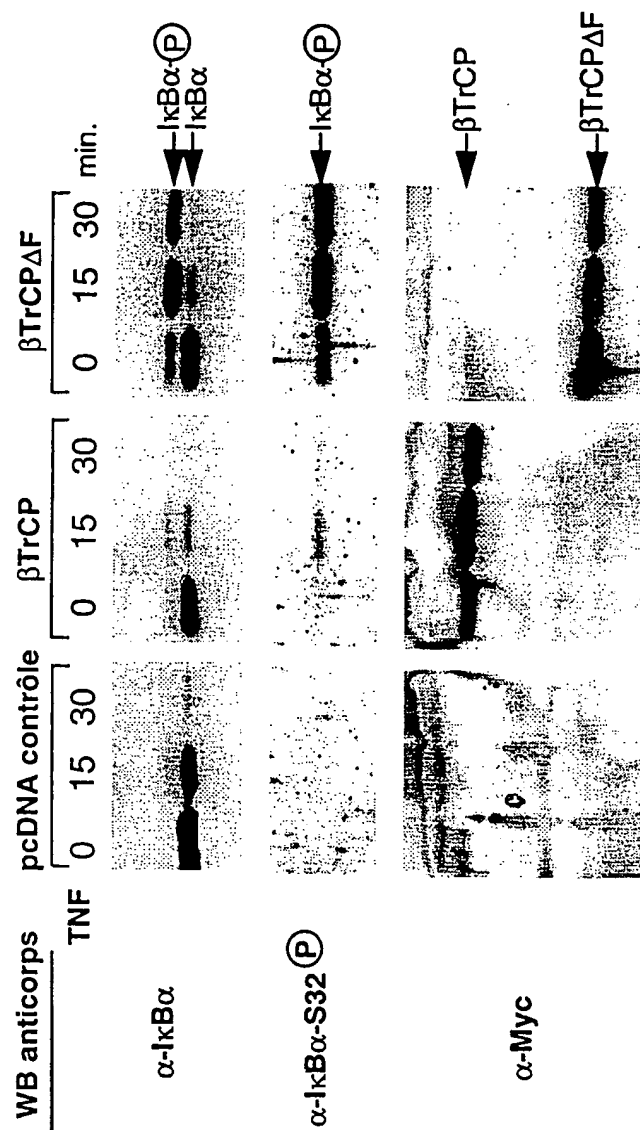 WB anticorps
pcDNA contrôle
βTrCP
βTrCPΔF
TNF
0 15 30
0 15 30
0 15 30 min.
α-IκBα
IκBα-Ⓟ
IκBα
α-IκBα-S32Ⓟ
IκBα-Ⓟ
α-Myc
βTrCP
βTrCPΔF